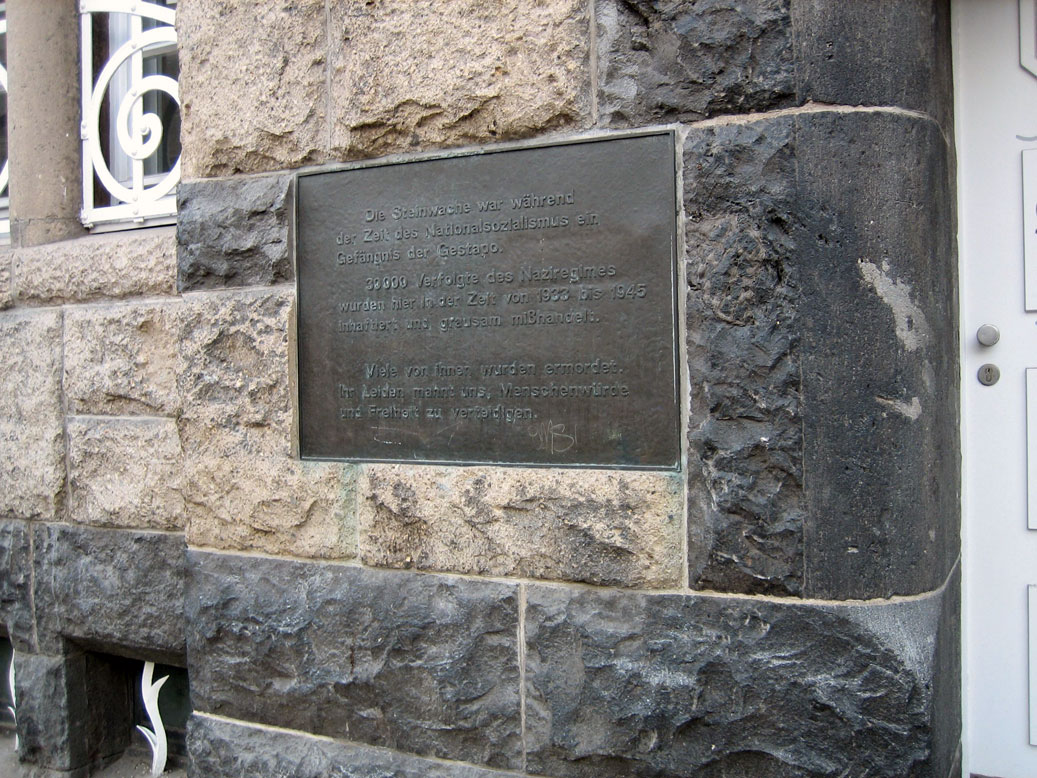 Die Steinwache war während
der Zeit des Nationalsozialismus ein
Gefängnis der Gestapo.
30000 Verfolgte des Naziregimes
wurden hier in der Zeit von 1933 bis 1945
inhaftiert und grausam mißhandelt.
Viele von ihnen wurden ermordet.
Ihr Leiden mahnt uns, Menschenwürde
und Freiheit zu verteidigen.